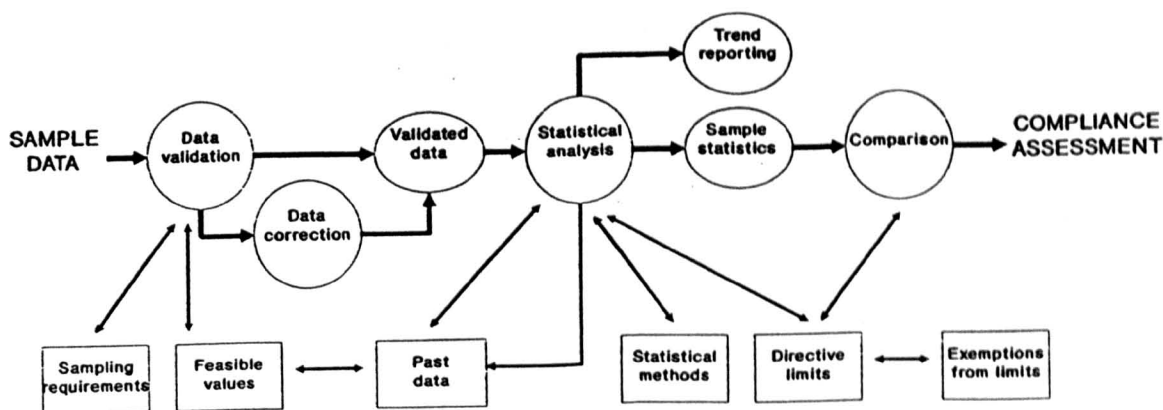 Trend
reporting
SAMPLE
DATA
Data
validation
Validated
data
Statistical
analysis
Sample
statistics
Comparison
COMPLIANCE
ASSESSMENT
Data
correction
Sampling
requirements
Feasible
values
Past
data
Statistical
methods
Directive
limits
Exemptions
from limits